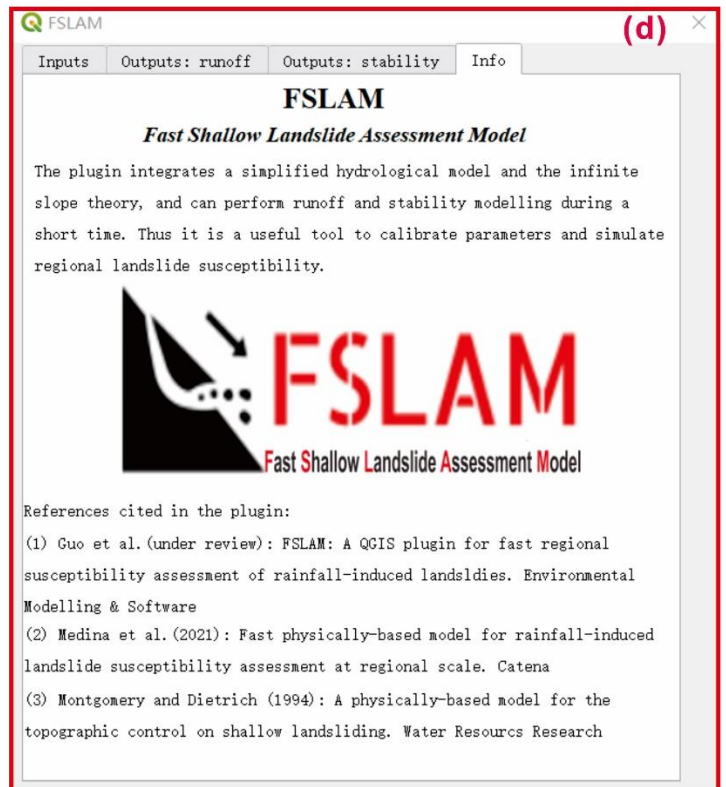 FSLAM
(d)
Inputs
Outputs: runoff
Outputs: stability
Info
FSLAM
Fast Shallow Landslide Assessment Model
The plugin integrates a simplified hydrological model and the infinite
slope theory, and can perform runoff and stability modelling during a
short time. Thus it is a useful tool to calibrate parameters and simulate
regional landslide susceptibility.
FSLAM
Fast Shallow Landslide Assessment Model
References cited in the plugin:
(1) Guo et al.(under review): FSLAM: A QGIS plugin for fast regional
susceptibility assessment of rainfall-induced landsldies. Environmental
Modelling & Software
(2) Medina et al.(2021): Fast physically-based model for rainfall-induced
landslide susceptibility assessment at regional scale. Catena
(3) Montgomery and Dietrich (1994): A physically-based model for the
topographic control on shallow landsliding. Water Resourcs Research